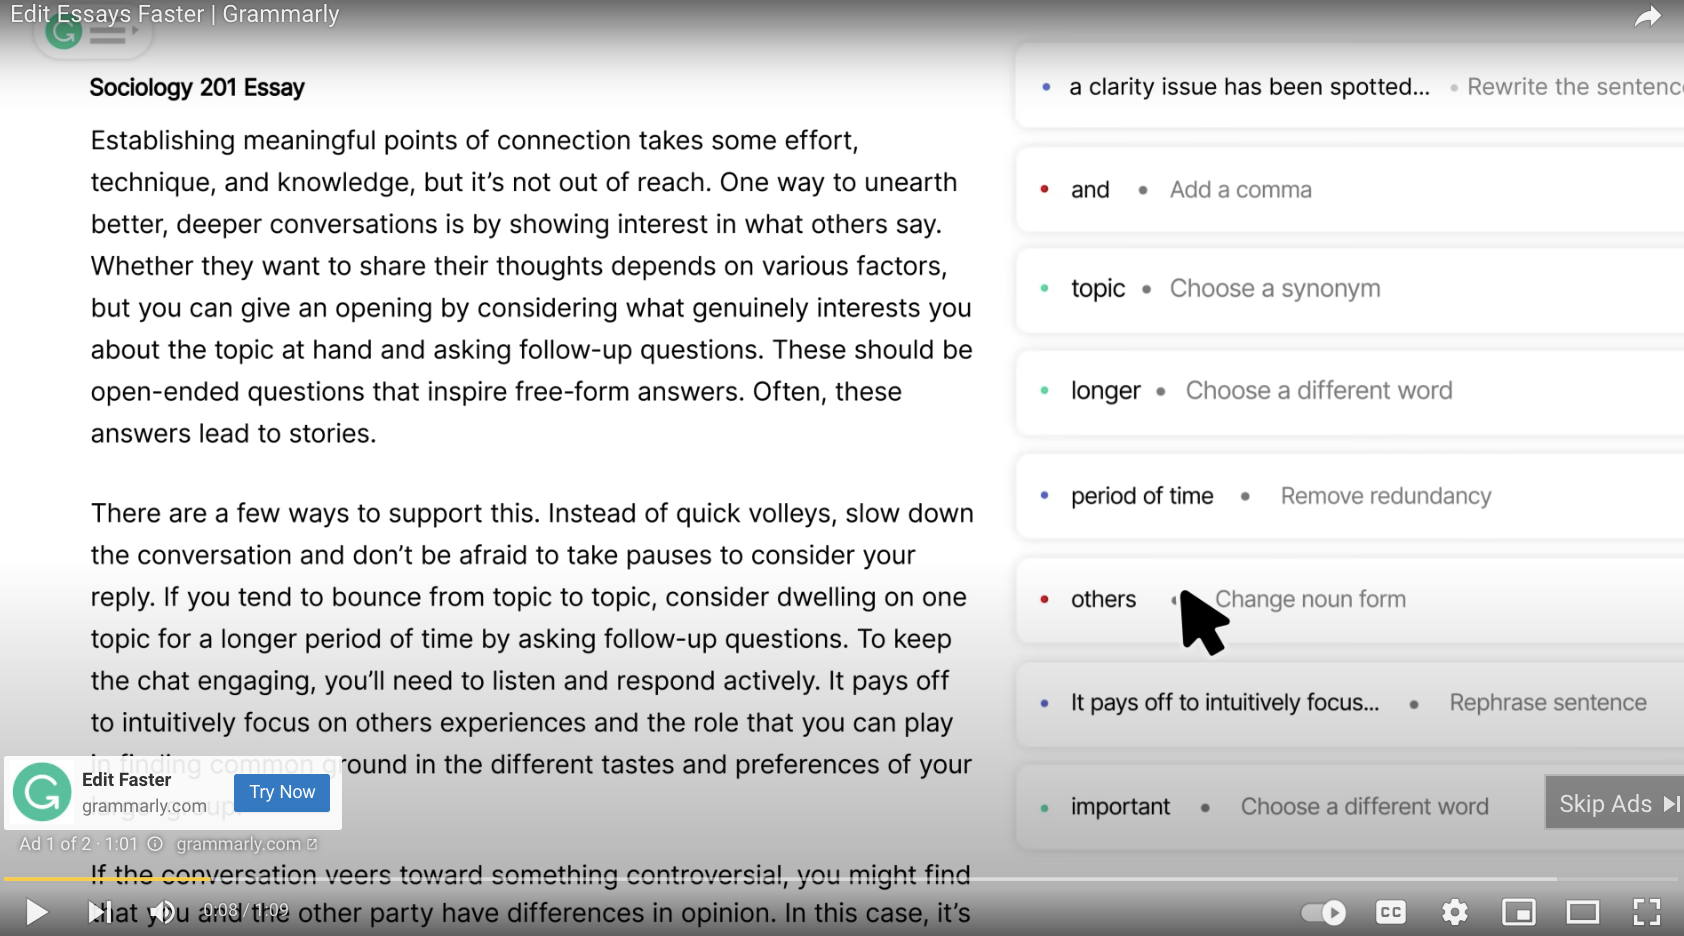 Edit Essays Faster | Grammarly
Sociology 201 Essay
Establishing meaningful points of connection takes some effort,
technique, and knowledge, but it's not out of reach. One way to unearth
better, deeper conversations is by showing interest in what others say.
Whether they want to share their thoughts depends on various factors,
but you can give an opening by considering what genuinely interests you
about the topic at hand and asking follow-up questions. These should be
open-ended questions that inspire free-form answers. Often, these
answers lead to stories.
There are a few ways to support this. Instead of quick volleys, slow down
the conversation and don't be afraid to take pauses to consider your
reply. If you tend to bounce from topic to topic, consider dwelling on one
topic for a longer period of time by asking follow-up questions. To keep
the chat engaging, you'll need to listen and respond actively. It pays off
to intuitively focus on others experiences and the role that you can play
in finding common ground in the different tastes and preferences of your
large group.
If the conversation veers toward something controversial, you might find
that you and the other party have differences in opinion. In this case, it's
a clarity issue has been spotted... • Rewrite the sentenc
• and • Add a comma
• topic • Choose a synonym
• longer • Choose a different word
• period of time • Remove redundancy
• others • Change noun form
• It pays off to intuitively focus... • Rephrase sentence
• important • Choose a different word
Edit Faster
grammarly.com
Try Now
Skip Ads
Ad 1 of 2 · 1:01 grammarly.com
0:08 / 1:09
CC